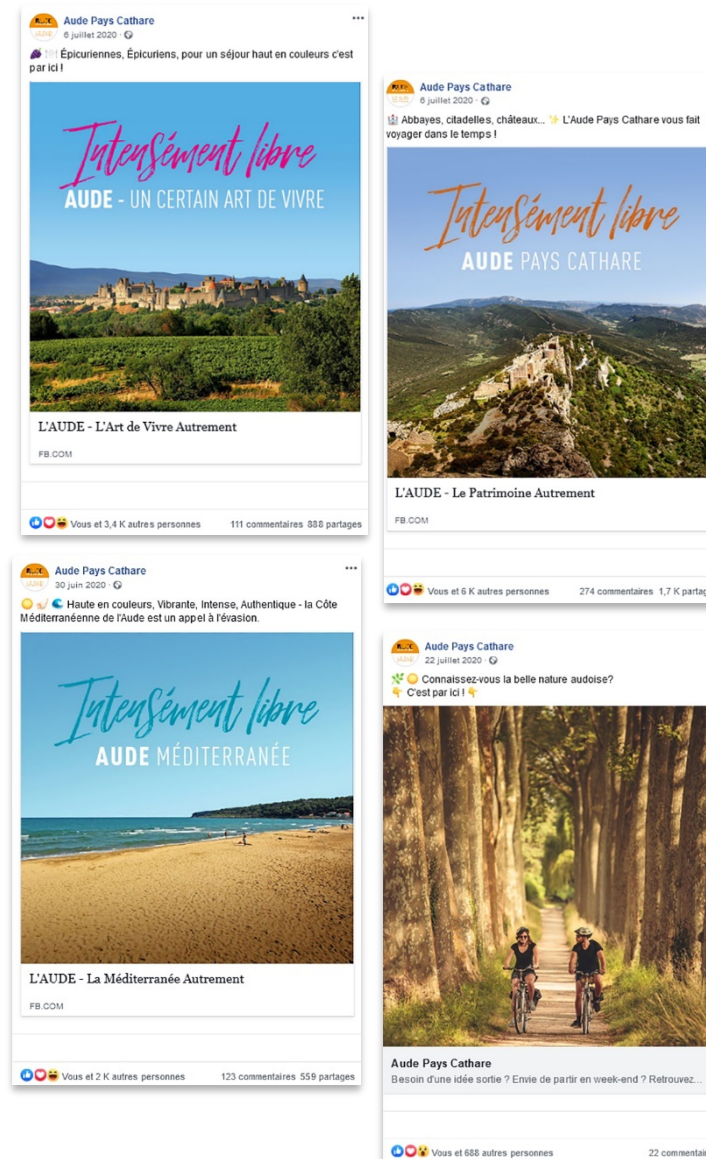 Aude Pays Cathare
6 juillet 2020
Épicuriennes, Épicuriens, pour un séjour haut en couleurs c'est
par ici !
Intensément libre
AUDE - UN CERTAIN ART DE VIVRE
L'AUDE - L'Art de Vivre Autrement
FB.COM
Vous et 3,4 K autres personnes 111 commentaires 888 partages
Aude Pays Cathare
6 juillet 2020
Abbayes, citadelles, châteaux... L'Aude Pays Cathare vous fait
voyager dans le temps !
Intensément libre
AUDE PAYS CATHARE
L'AUDE - Le Patrimoine Autrement
FB.COM
Vous et 6 K autres personnes 274 commentaires 1,7 K partag
Aude Pays Cathare
30 juin 2020
Haute en couleurs, Vibrante, Intense, Authentique - la Côte
Méditerranéenne de l'Aude est un appel à l'évasion.
Intensément libre
AUDE MÉDITERRANÉE
L'AUDE - La Méditerranée Autrement
FB.COM
Vous et 2 K autres personnes 123 commentaires 559 partages
Aude Pays Cathare
22 juillet 2020
Connaissez-vous la belle nature audoise?
C'est par ici !
Aude Pays Cathare
Besoin d'une idée sortie ? Envie de partir en week-end ? Retrouvez...
Vous et 688 autres personnes 22 commentai